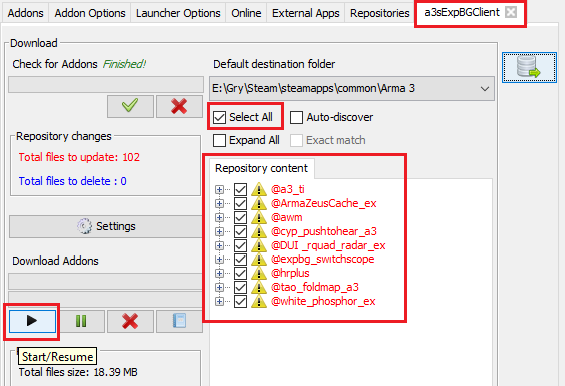 Addons
Addon Options
Launcher Options
Online
External Apps
Repositories
a3sExpBGClient
Download
Check for Addons Finished!
Repository changes
Total files to update: 102
Total files to delete : 0
Settings
Download Addons
Start/Resume
Total files size: 18.39 MB
Default destination folder
E:\Gry\Steam\steamapps\common\Arma 3
Select All
Auto-discover
Expand All
Exact match
Repository content
@a3_ti
@ArmaZeusCache_ex
@awm
@cyp_pushtohear_a3
@DUI_rquad_radar_ex
@expbg_switchscope
@hrplus
@tao_foldmap_a3
@white_phosphor_ex